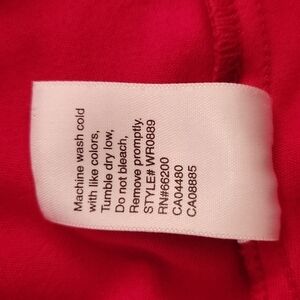 Machine wash cold
with like colors,
Tumble dry low,
Do not bleach,
Remove promptly.
STYLE# WR0889
RN#66200
CA04480
CA08885